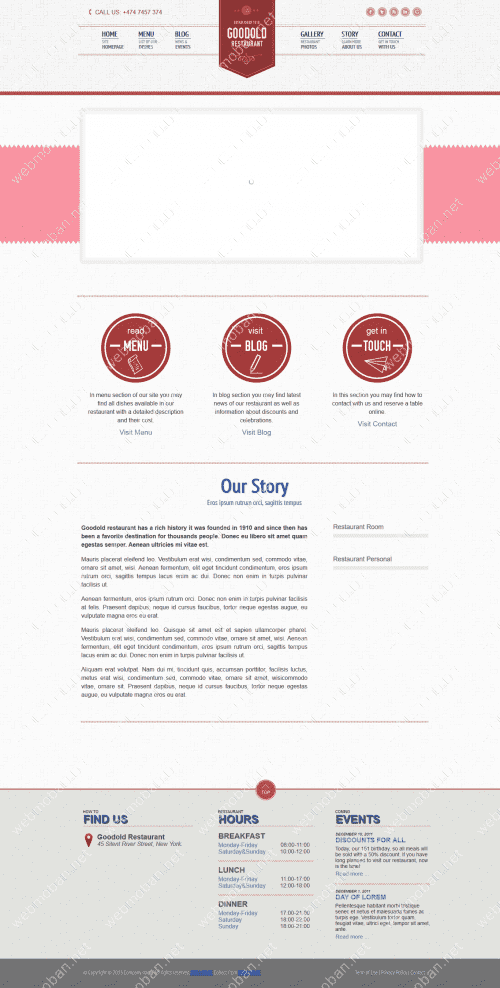 CALL US: +474 7457 374
HOME
MENU
BLOG
NEWS &
EVENTS
HOMEPAGE
DISHES
GOODOLD
RESTAURANT
GALLERY
STORY
CONTACT
RESTAURANT
LEARN MORE
GET IN TOUCH
PHOTOS
ABOUT US
WITH US
read
MENU
visit
BLOG
get in
TOUCH
In menu section of our site you may
find all dishes available in our
restaurant with a detailed description
and their cost.
Visit Menu
In blog section you may find latest
news of our restaurant as well as
information about discounts and
celebrations.
Visit Blog
In this section you may find how to
contact with us and reserve a table
online.
Visit Contact
Our Story
Eros ipsum rutrum orci, sagittis tempus
Goodold restaurant has a rich history it was founded in 1910 and since then has
been a favorite destination for thousands people. Donec eu libero sit amet quam
egestas semper. Aenean ultricies mi vitae est.
Mauris placerat eleifend leo. Vestibulum erat wisi, condimentum sed, commodo vitae,
ornare sit amet, wisi. Aenean fermentum, elit eget tincidunt condimentum, eros ipsum
rutrum orci, sagittis tempus lacus enim ac dui. Donec non enim in turpis pulvinar
facilisis ut.
Aenean fermentum, eros ipsum rutrum orci. Donec non enim in turpis pulvinar facilisis
at felis. Praesent dapibus, neque id cursus faucibus, tortor neque egestas augue, eu
vulputate magna eros eu erat.
Mauris placerat eleifend leo. Quisque sit amet est et sapien ullamcorper pharetra.
Vestibulum erat wisi, condimentum sed, commodo vitae, ornare sit amet, wisi. Aenean
fermentum, elit eget tincidunt condimentum, eros ipsum rutrum orci, sagittis tempus
lacus enim ac dui. Donec non enim in turpis pulvinar facilisis.
Aliquam erat volutpat. Nam dui mi, tincidunt quis, accumsan porttitor, facilisis luctus,
metus erat wisi, condimentum sed, commodo vitae, ornare sit amet, wisicommodo
vitae, ornare sit. Praesent dapibus, neque id cursus faucibus, tortor neque egestas
augue, eu vulputate magna eros eu erat.
Restaurant Room
Restaurant Personal
TOP
HOW TO
FIND US
Goodold Restaurant
45 Silent River Street, New York.
RESTAURANT
HOURS
BREAKFAST
Monday-Friday 08:00-11:00
Saturday&Sunday 10:00-12:00
LUNCH
Monday-Friday 11.00-17:00
Saturday&Sunday 12.00-18.00
DINNER
Monday-Friday 17.00-21.00
Saturday 18.00-22.00
Sunday 18.00-21.00
COMING
EVENTS
DECEMBER 10, 2011
DISCOUNTS FOR ALL
Today, our 101 birthday, so all meals will
be sold with a 50% discount. If you have
long planned to visit our restaurant, now
is the time!
Read more...
DECEMBER 1, 2011
DAY OF LOREM
Pellentesque habitant morbi tristique
senec et netus et malesuada fames ac
turpis ege. Vestibulum tortor quam,
feugiat vitae, ultric eget, tempor sit amet,
ante.
Read more...
webmoban.net